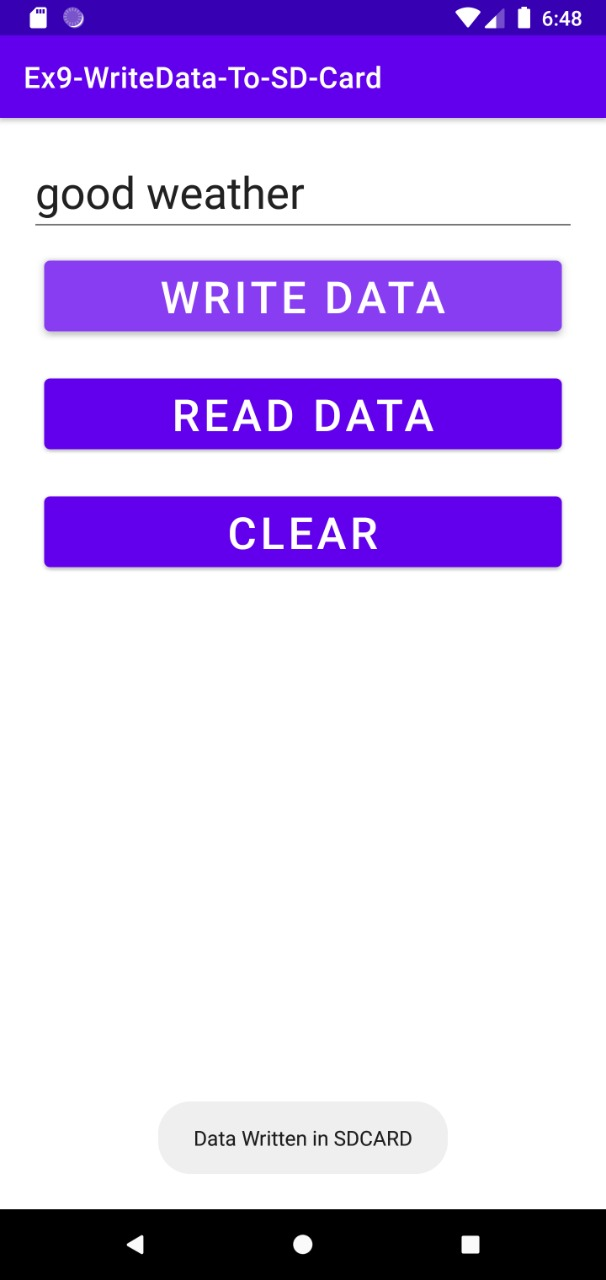 6:48
Ex9-WriteData-To-SD-Card
good weather
WRITE DATA
READ DATA
CLEAR
Data Written in SDCARD